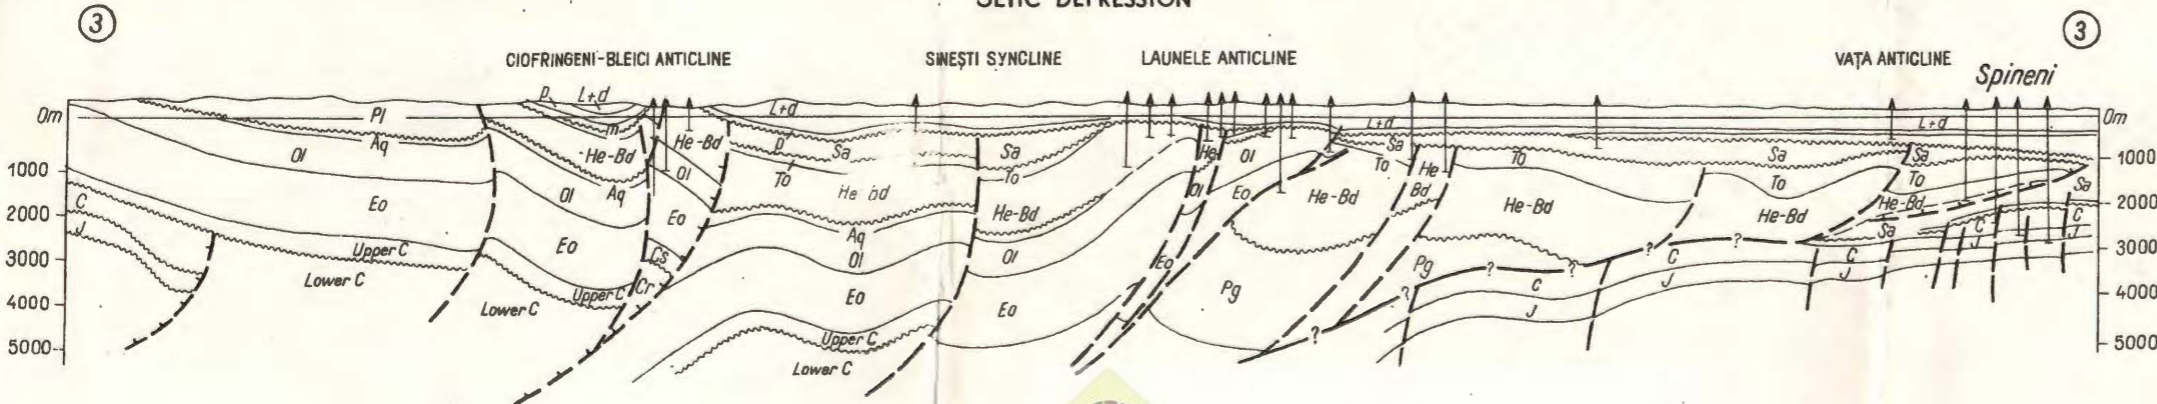 GETIC DEPRESSION
3 3
CIOFRINGENI-BLEICI ANTICLINE SINEȘTI SYNCLINE LAUNELE ANTICLINE VAȚA ANTICLINE Spineni
p L+d L+d L+d L+d
0m Pl m He-Bd p Sa Sa He Ol Sa To Sa Sa 0m
Aq He-Bd To To He To To 1000
1000 Ol Aq Ol He Bd Ol Eo He-Bd Bd He-Bd To Sa
2000 C Eo Ol Eo Aq He-Bd He-Bd He-Bd Sa C 2000
J Upper C Eo Cs Ol Ol Eo Pg ? ? ? C J 3000
3000 Lower C Upper C Cr Eo Eo Pg ? ? C J C J
4000 Lower C Upper C ? J 4000
5000 Lower C 5000